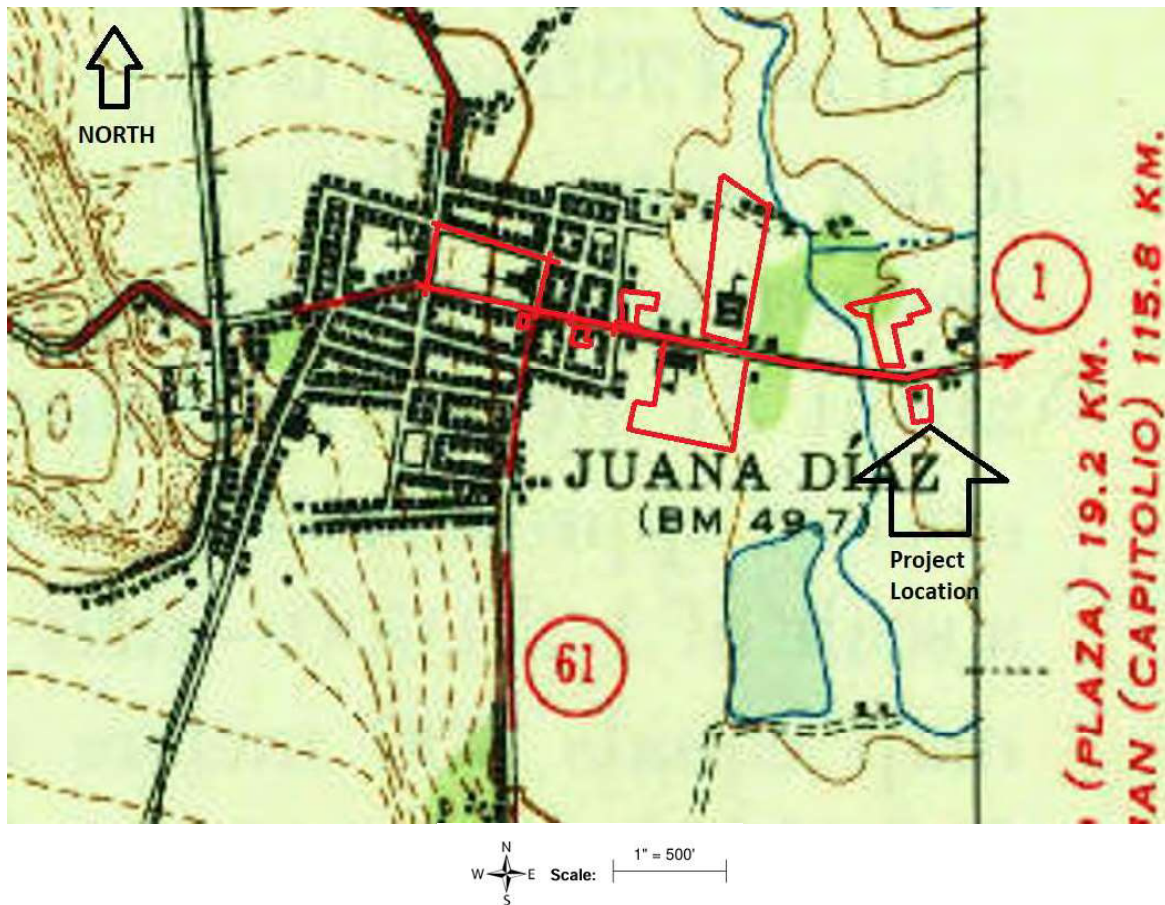 NORTH
1
JUANA DÍAZ
(BM 49.7)
Project
Location
61
(PLAZA) 19.2 KM.
(CAPITOLIO) 115.8 KM.
N
W E
S
Scale:
1" = 500'